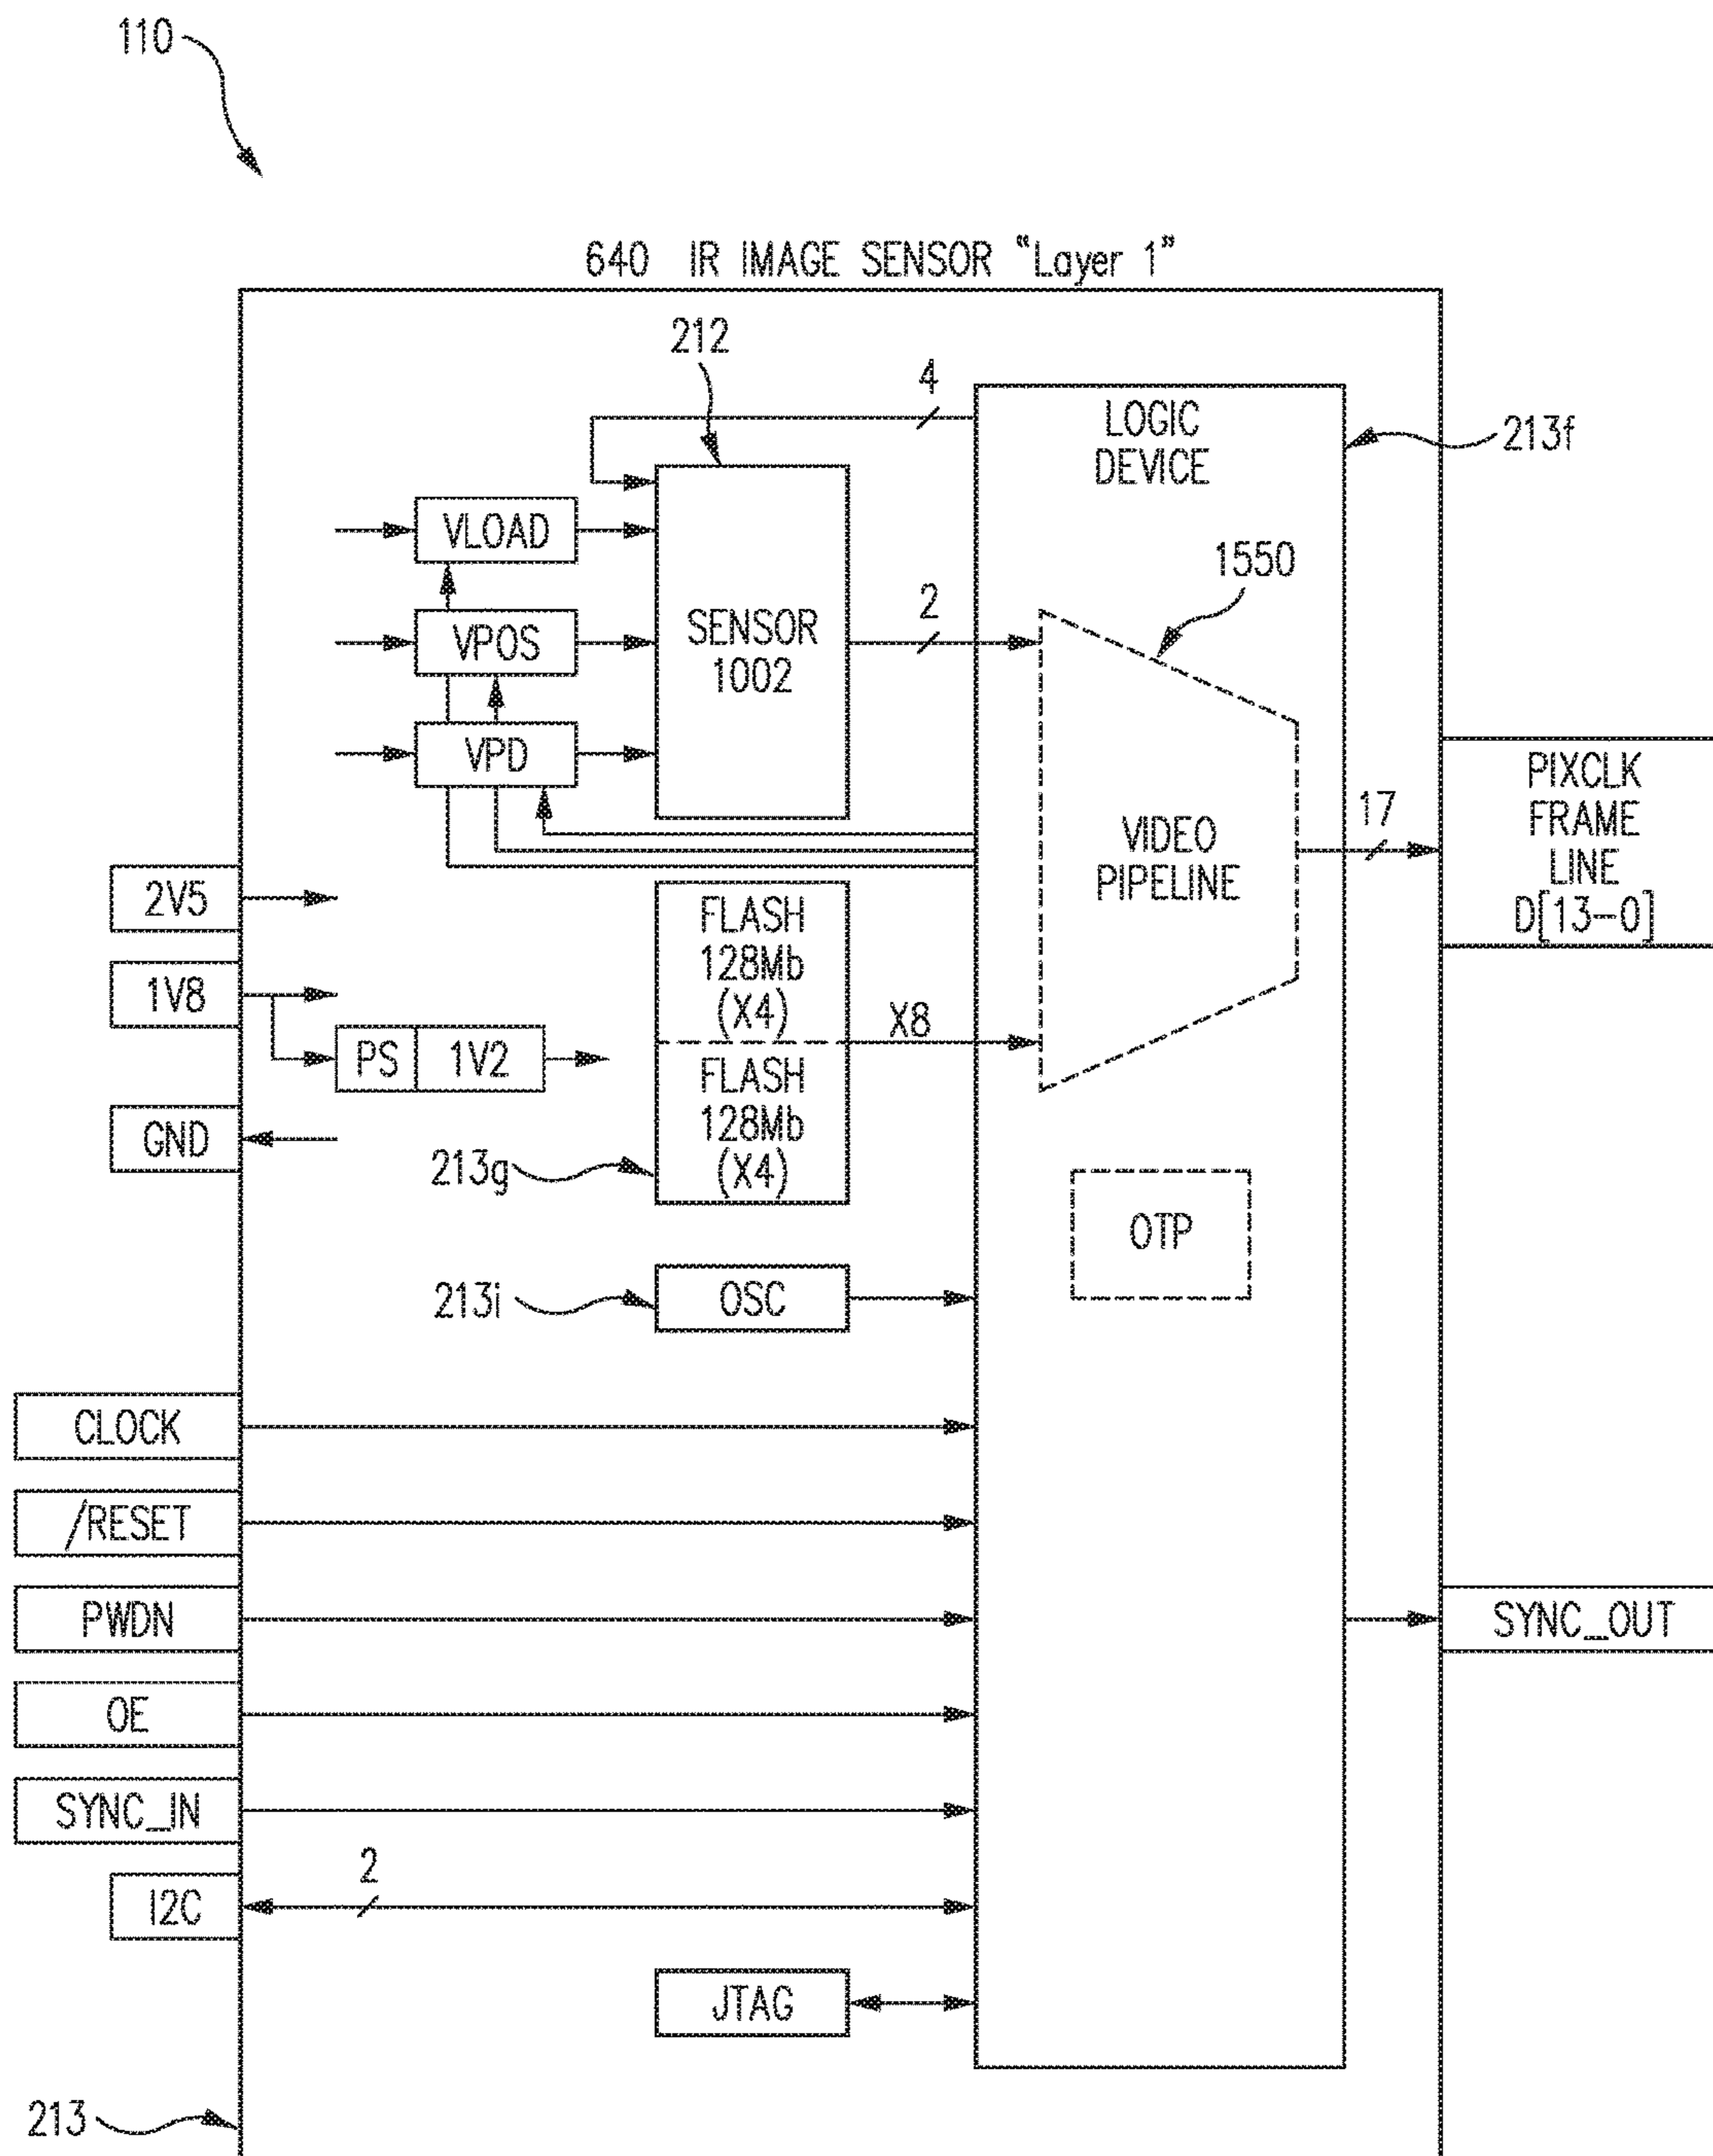 110
640 IR IMAGE SENSOR "Layer 1"
212
4
LOGIC
DEVICE
213f
VLOAD
1550
VPOS
SENSOR
1002
2
VPD
VIDEO
PIPELINE
17
PIXCLK
FRAME
LINE
D[13-0]
2V5
1V8
PS
1V2
GND
FLASH
128Mb
(X4)
X8
FLASH
128Mb
(X4)
213g
OTP
213i
OSC
CLOCK
/RESET
PWDN
SYNC_OUT
OE
SYNC_IN
I2C
2
JTAG
213